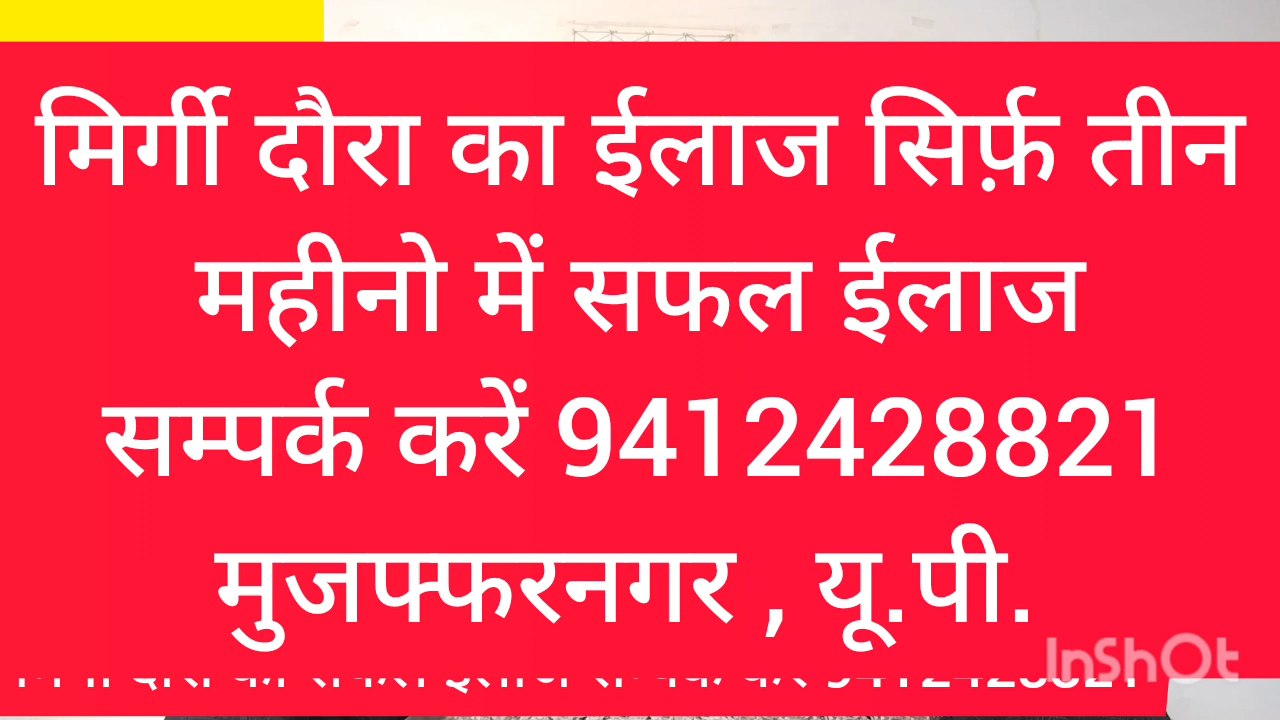 मिर्गी दौरा का ईलाज सिर्फ़ तीन
महीनो में सफल ईलाज
सम्पर्क करें 9412428821
मुजफ्फरनगर , यू.पी.
InShOt